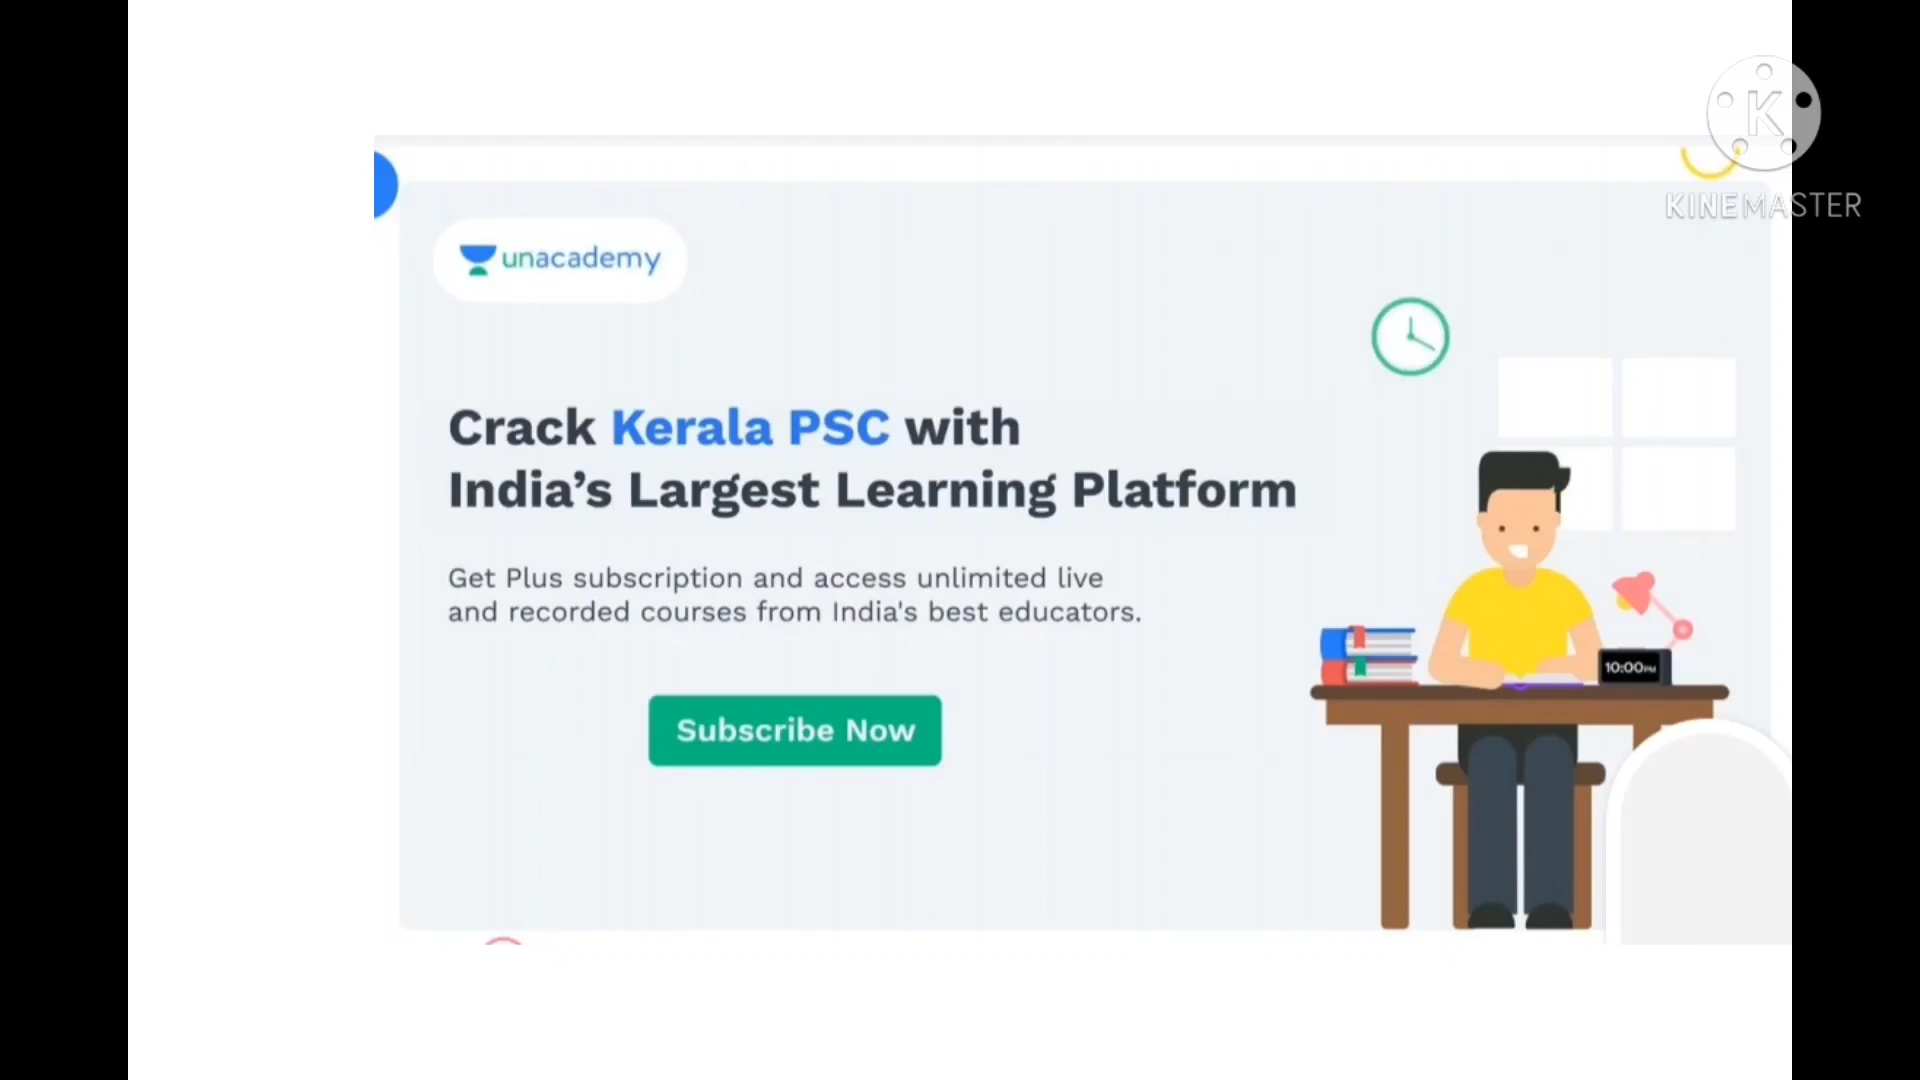 KINEMASTER
unacademy
Crack Kerala PSC with
India’s Largest Learning Platform
Get Plus subscription and access unlimited live
and recorded courses from India's best educators.
10:00PM
Subscribe Now